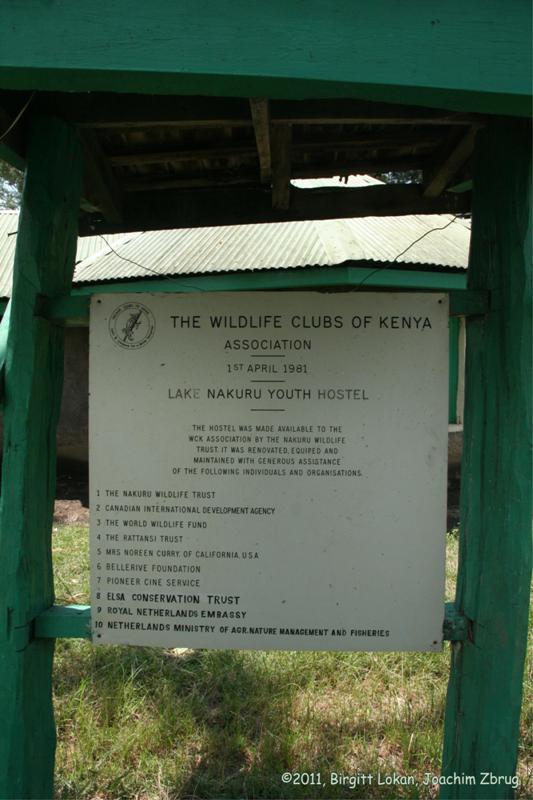 THE WILDLIFE CLUBS OF KENYA
ASSOCIATION
1ST APRIL 1981
LAKE NAKURU YOUTH HOSTEL
THE HOSTEL WAS MADE AVAILABLE TO THE
WCK ASSOCIATION BY THE NAKURU WILDLIFE
TRUST. IT WAS RENOVATED, EQUIPED AND
MAINTAINED WITH GENEROUS ASSISTANCE
OF THE FOLLOWING INDIVIDUALS AND ORGANISATIONS.
1 THE NAKURU WILDLIFE TRUST
2 CANADIAN INTERNATIONAL DEVELOPMENT AGENCY
3 THE WORLD WILDLIFE FUND
4 THE RATTANSI TRUST
5 MRS NOREEN CURRY. OF CALIFORNIA. U.S.A
6 BELLERIVE FOUNDATION
7 PIONEER CINE SERVICE
8 ELSA CONSERVATION TRUST
9 ROYAL NETHERLANDS EMBASSY
10 NETHERLANDS MINISTRY OF AGR. NATURE MANAGEMENT AND FISHERIES
©2011, Birgitt Lokan, Joachim Zbrug